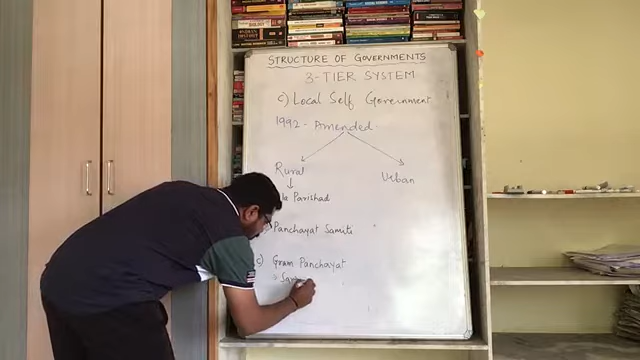 STRUCTURE OF GOVERNMENTS
3-TIER SYSTEM
c) Local Self Government
1992 - Amended
Rural
Urban
Parishad
Panchayat Samiti
c) Gram Panchayat